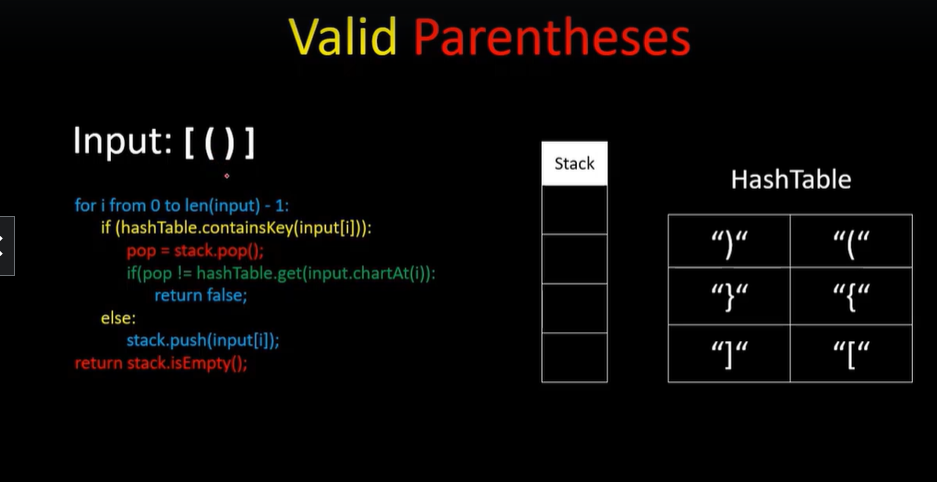 Valid Parentheses
Input: [ ( ) ]
for i from 0 to len(input) - 1:
if (hashTable.containsKey(input[i])):
pop = stack.pop();
if(pop != hashTable.get(input.chartAt(i)):
return false;
else:
stack.push(input[i]);
return stack.isEmpty();
Stack
HashTable
“)“ “(“
“}“ “{“
“]“ “[“